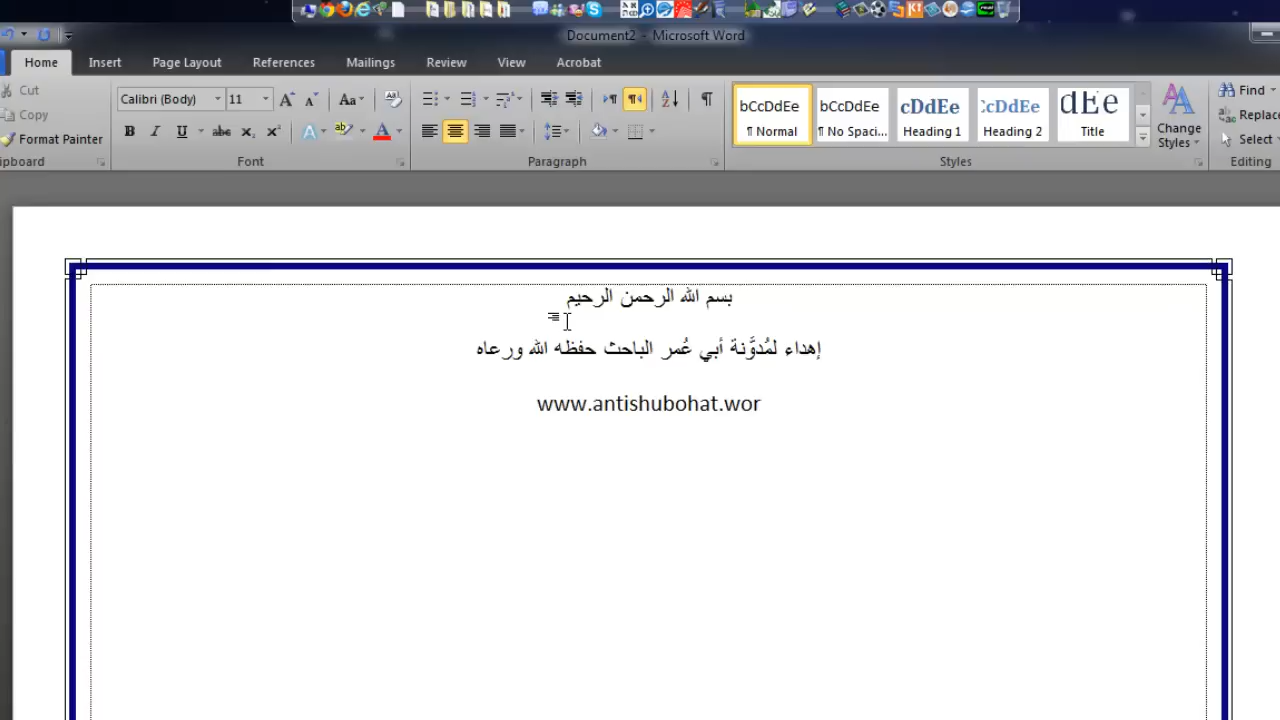 Document2 - Microsoft Word
Home Insert Page Layout References Mailings Review View Acrobat
Cut
Copy
Format Painter
Calibri (Body) 11
bCcDdEe bCcDdEe cDdEe cDdEe dEe
¶ Normal ¶ No Spaci... Heading 1 Heading 2 Title
Change Styles
Find
Replace
Select
ipboard Font Paragraph Styles Editing
بسم الله الرحمن الرحيم
إهداء لمُدوَّنة أبي عُمر الباحث حفظه الله ورعاه
www.antishubohat.wor